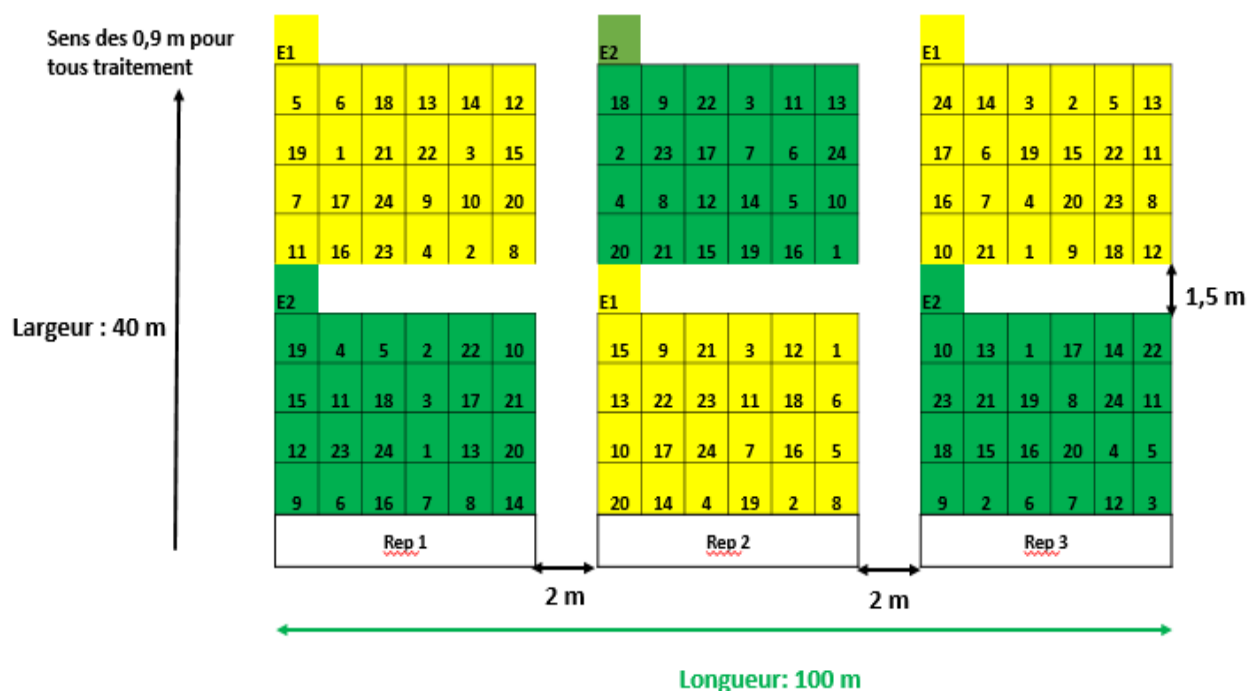 Sens des 0,9 m pour
tous traitement
E1 E2 E1
5 6 18 13 14 12 18 9 22 3 11 13 24 14 3 2 5 13
19 1 21 22 3 15 2 23 17 7 6 24 17 6 19 15 22 11
7 17 24 9 10 20 4 8 12 14 5 10 16 7 4 20 23 8
11 16 23 4 2 8 20 21 15 19 16 1 10 21 1 9 18 12
E2 E1 E2
1,5 m
Largeur : 40 m
19 4 5 2 22 10 15 9 21 3 12 1 10 13 1 17 14 22
15 11 18 3 17 21 13 22 23 11 18 6 23 21 19 8 24 11
12 23 24 1 13 20 10 17 24 7 16 5 18 15 16 20 4 5
9 6 16 7 8 14 20 14 4 19 2 8 9 2 6 7 12 3
Rep 1 Rep 2 Rep 3
2 m 2 m
Longueur: 100 m